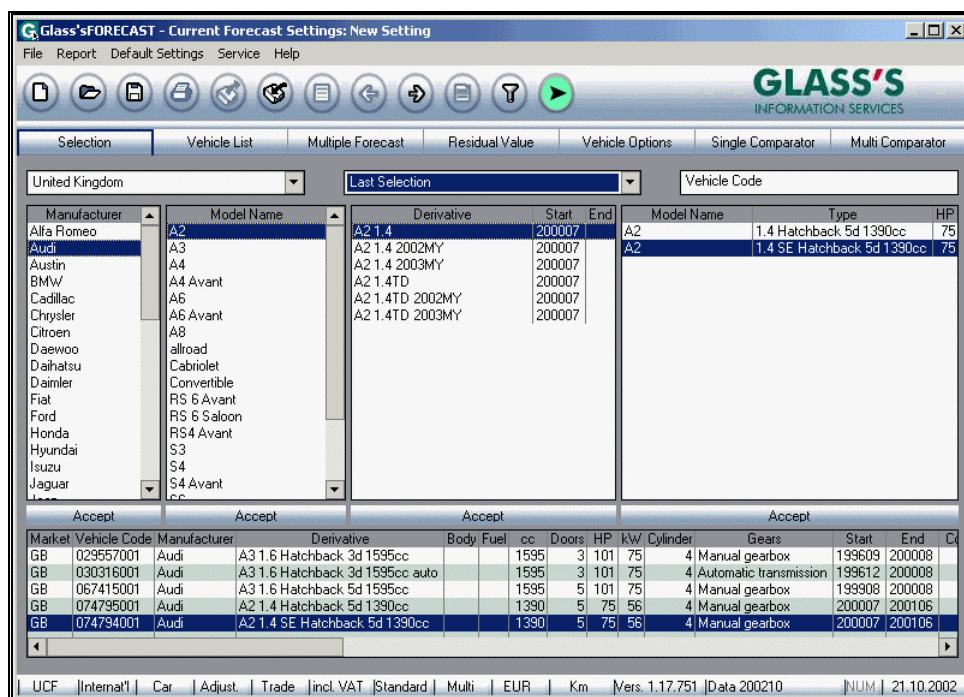 Glass'sFORECAST - Current Forecast Settings: New Setting
File Report Default Settings Service Help
GLASS'S
INFORMATION SERVICES
Selection Vehicle List Multiple Forecast Residual Value Vehicle Options Single Comparator Multi Comparator
United Kingdom Last Selection Vehicle Code
Manufacturer Model Name Derivative Start End Model Name Type HP
Alfa Romeo A2 A2 1.4 200007 A2 1.4 Hatchback 5d 1390cc 75
Audi A3 A2 1.4 2002MY 200007 A2 1.4 SE Hatchback 5d 1390cc 75
Austin A4 A2 1.4 2003MY 200007
BMW A4 Avant A2 1.4TD 200007
Cadillac A6 A2 1.4TD 2002MY 200007
Chrysler A6 Avant A2 1.4TD 2003MY 200007
Citroen A8
Daewoo allroad
Daihatsu Cabriolet
Daimler Convertible
Fiat RS 6 Avant
Ford RS 6 Saloon
Honda RS4 Avant
Hyundai S3
Isuzu S4
Jaguar S4 Avant
Accept Accept Accept Accept
Market Vehicle Code Manufacturer Derivative Body Fuel cc Doors HP kW Cylinder Gears Start End
GB 029557001 Audi A3 1.6 Hatchback 3d 1595cc 1595 3 101 75 4 Manual gearbox 199609 200008
GB 030316001 Audi A3 1.6 Hatchback 3d 1595cc auto 1595 3 101 75 4 Automatic transmission 199612 200008
GB 067415001 Audi A3 1.6 Hatchback 5d 1595cc 1595 5 101 75 4 Manual gearbox 199908 200008
GB 074795001 Audi A2 1.4 Hatchback 5d 1390cc 1390 5 75 56 4 Manual gearbox 200007 200106
GB 074794001 Audi A2 1.4 SE Hatchback 5d 1390cc 1390 5 75 56 4 Manual gearbox 200007 200106
UCF Internat'l Car Adjust. Trade incl. VAT Standard Multi EUR Km Vers. 1.17.751 Data 200210 NUM 21.10.2002